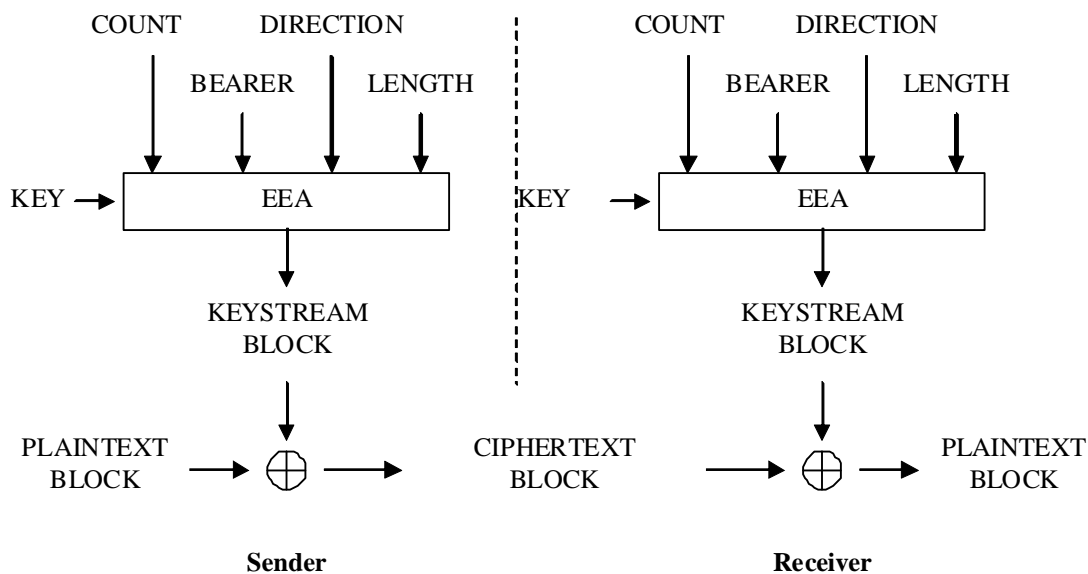 COUNT DIRECTION COUNT DIRECTION
BEARER LENGTH BEARER LENGTH
KEY EEA KEY EEA
KEYSTREAM BLOCK KEYSTREAM BLOCK
PLAINTEXT BLOCK CIPHERTEXT BLOCK PLAINTEXT BLOCK
Sender Receiver